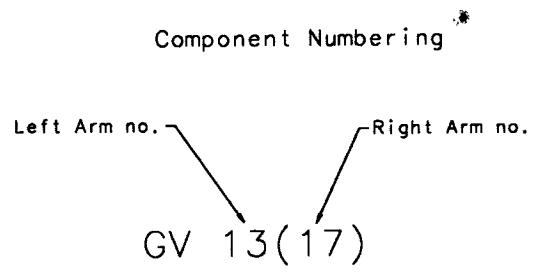 Component Numbering *
Left Arm no.
Right Arm no.
GV 13(17)